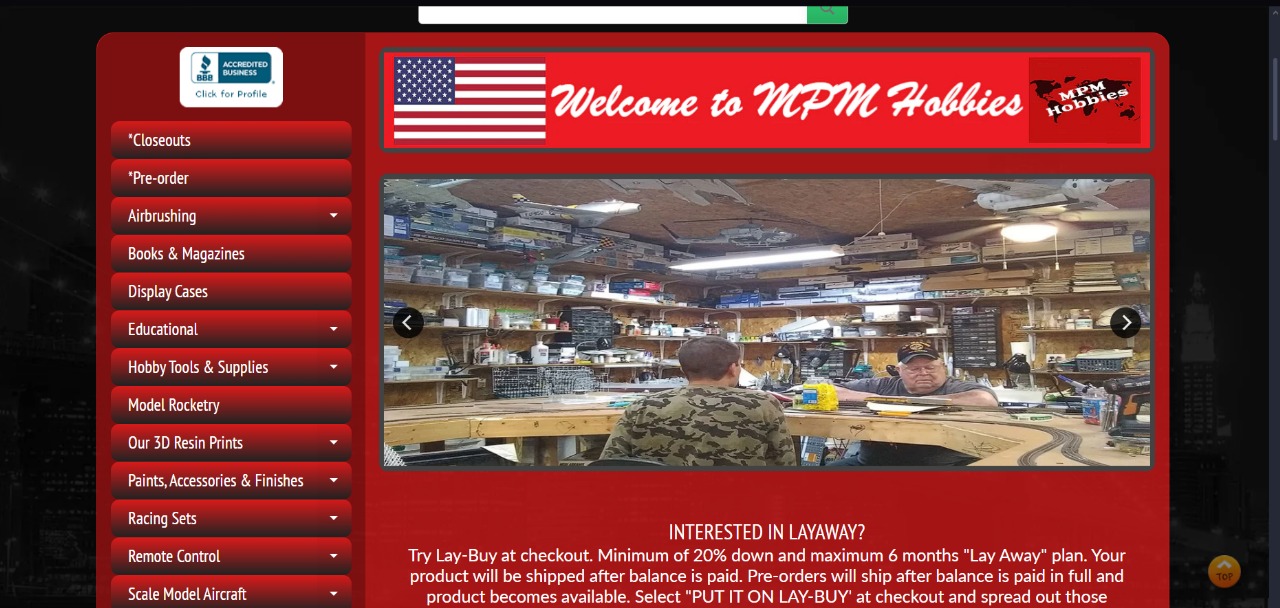 BBB
ACCREDITED
BUSINESS
Click for Profile
*Closeouts
*Pre-order
Airbrushing
Books & Magazines
Display Cases
Educational
Hobby Tools & Supplies
Model Rocketry
Our 3D Resin Prints
Paints, Accessories & Finishes
Racing Sets
Remote Control
Scale Model Aircraft
Welcome to MPM Hobbies
MPM
Hobbies
INTERESTED IN LAYAWAY?
Try Lay-Buy at checkout. Minimum of 20% down and maximum 6 months "Lay Away" plan. Your
product will be shipped after balance is paid. Pre-orders will ship after balance is paid in full and
product becomes available. Select "PUT IT ON LAY-BUY' at checkout and spread out those
TOP